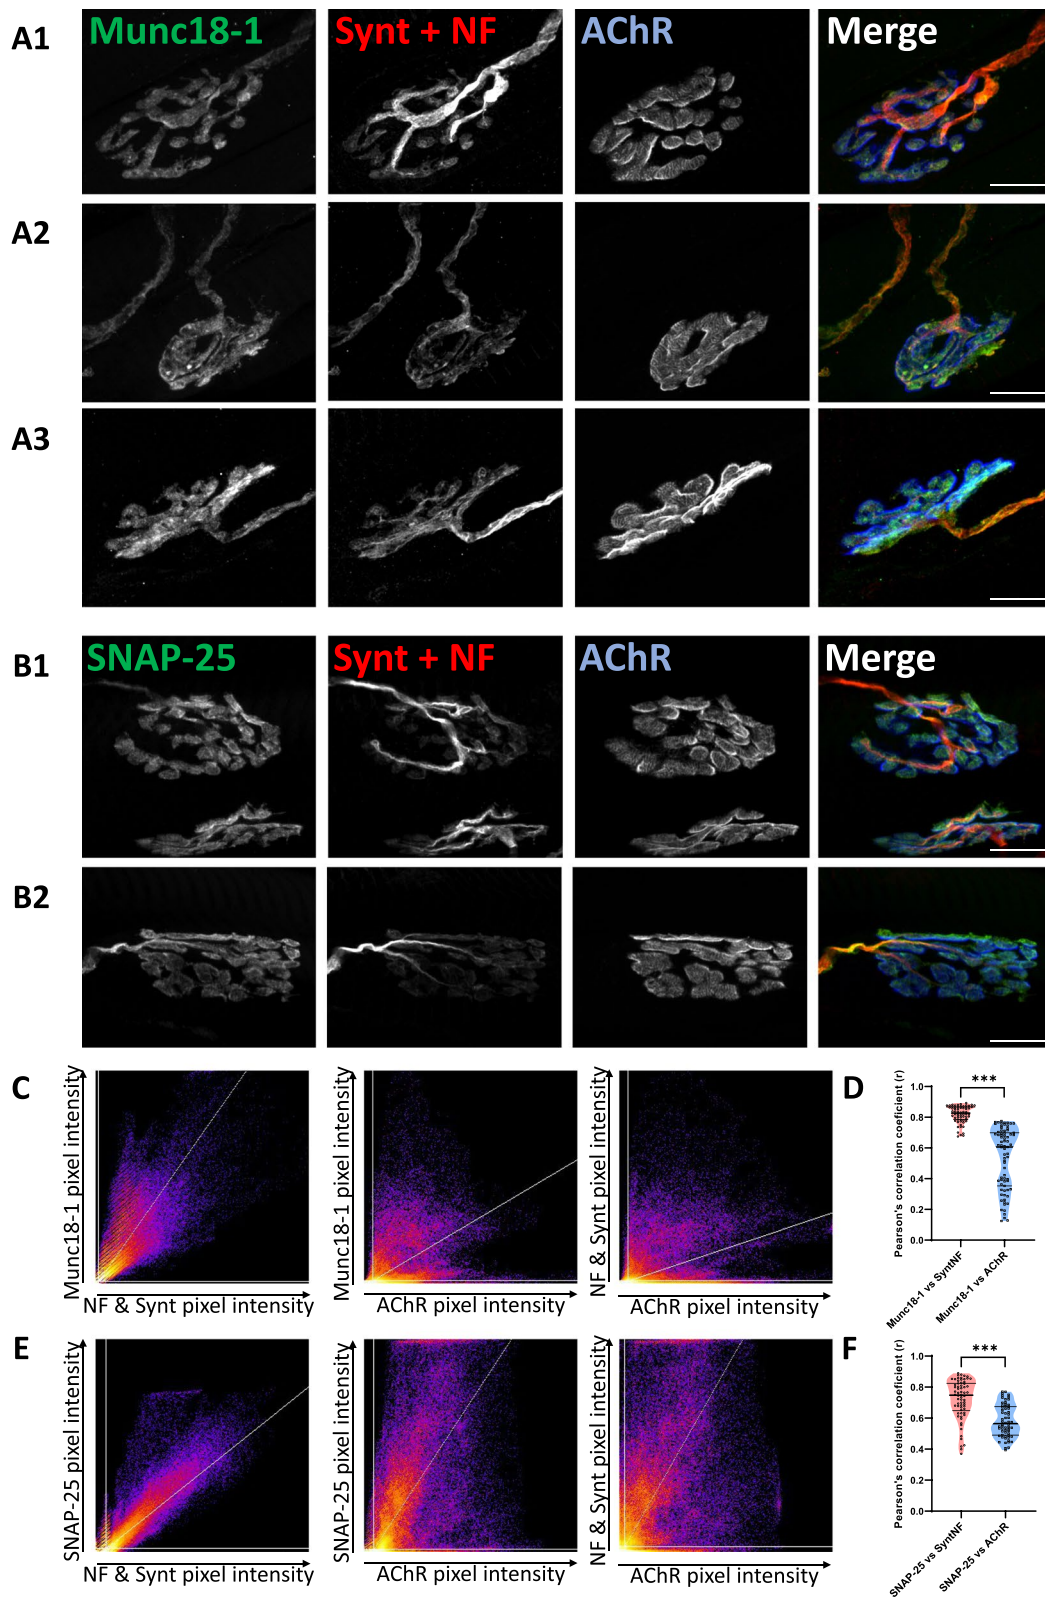 A1 Munc18-1 Synt + NF AChR Merge
A2
A3
B1 SNAP-25 Synt + NF AChR Merge
B2
C
Munc18-1 pixel intensity
NF & Synt pixel intensity
Munc18-1 pixel intensity
AChR pixel intensity
NF & Synt pixel intensity
AChR pixel intensity
D
Pearson's correlation coeficient (r)
1.0
0.8
0.6
0.4
0.2
0.0
***
Munc18-1 vs SyntNF
Munc18-1 vs AChR
E
SNAP-25 pixel intensity
NF & Synt pixel intensity
SNAP-25 pixel intensity
AChR pixel intensity
NF & Synt pixel intensity
AChR pixel intensity
F
Pearson's correlation coeficient (r)
1.0
0.8
0.6
0.4
0.2
0.0
***
SNAP-25 vs SyntNF
SNAP-25 vs AChR